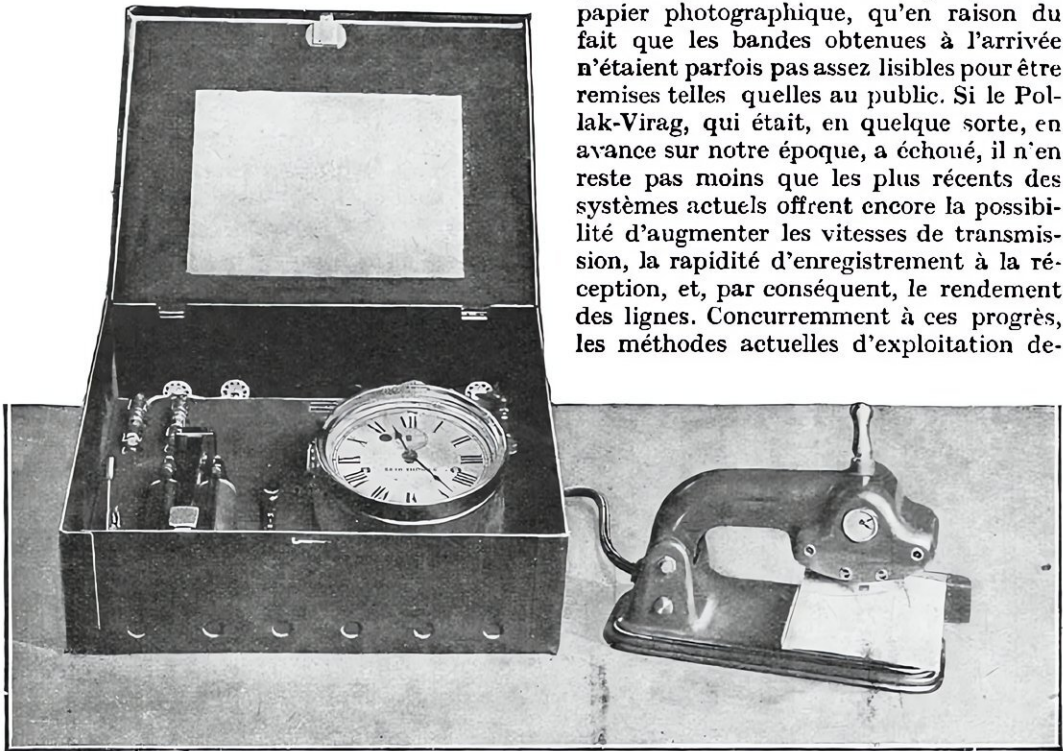 papier photographique, qu'en raison du
fait que les bandes obtenues à l'arrivée
n'étaient parfois pas assez lisibles pour être
remises telles quelles au public. Si le Pol-
lak-Virag, qui était, en quelque sorte, en
avance sur notre époque, a échoué, il n'en
reste pas moins que les plus récents des
systèmes actuels offrent encore la possibi-
lité d'augmenter les vitesses de transmis-
sion, la rapidité d'enregistrement à la ré-
ception, et, par conséquent, le rendement
des lignes. Concurremment à ces progrès,
les méthodes actuelles d'exploitation de-